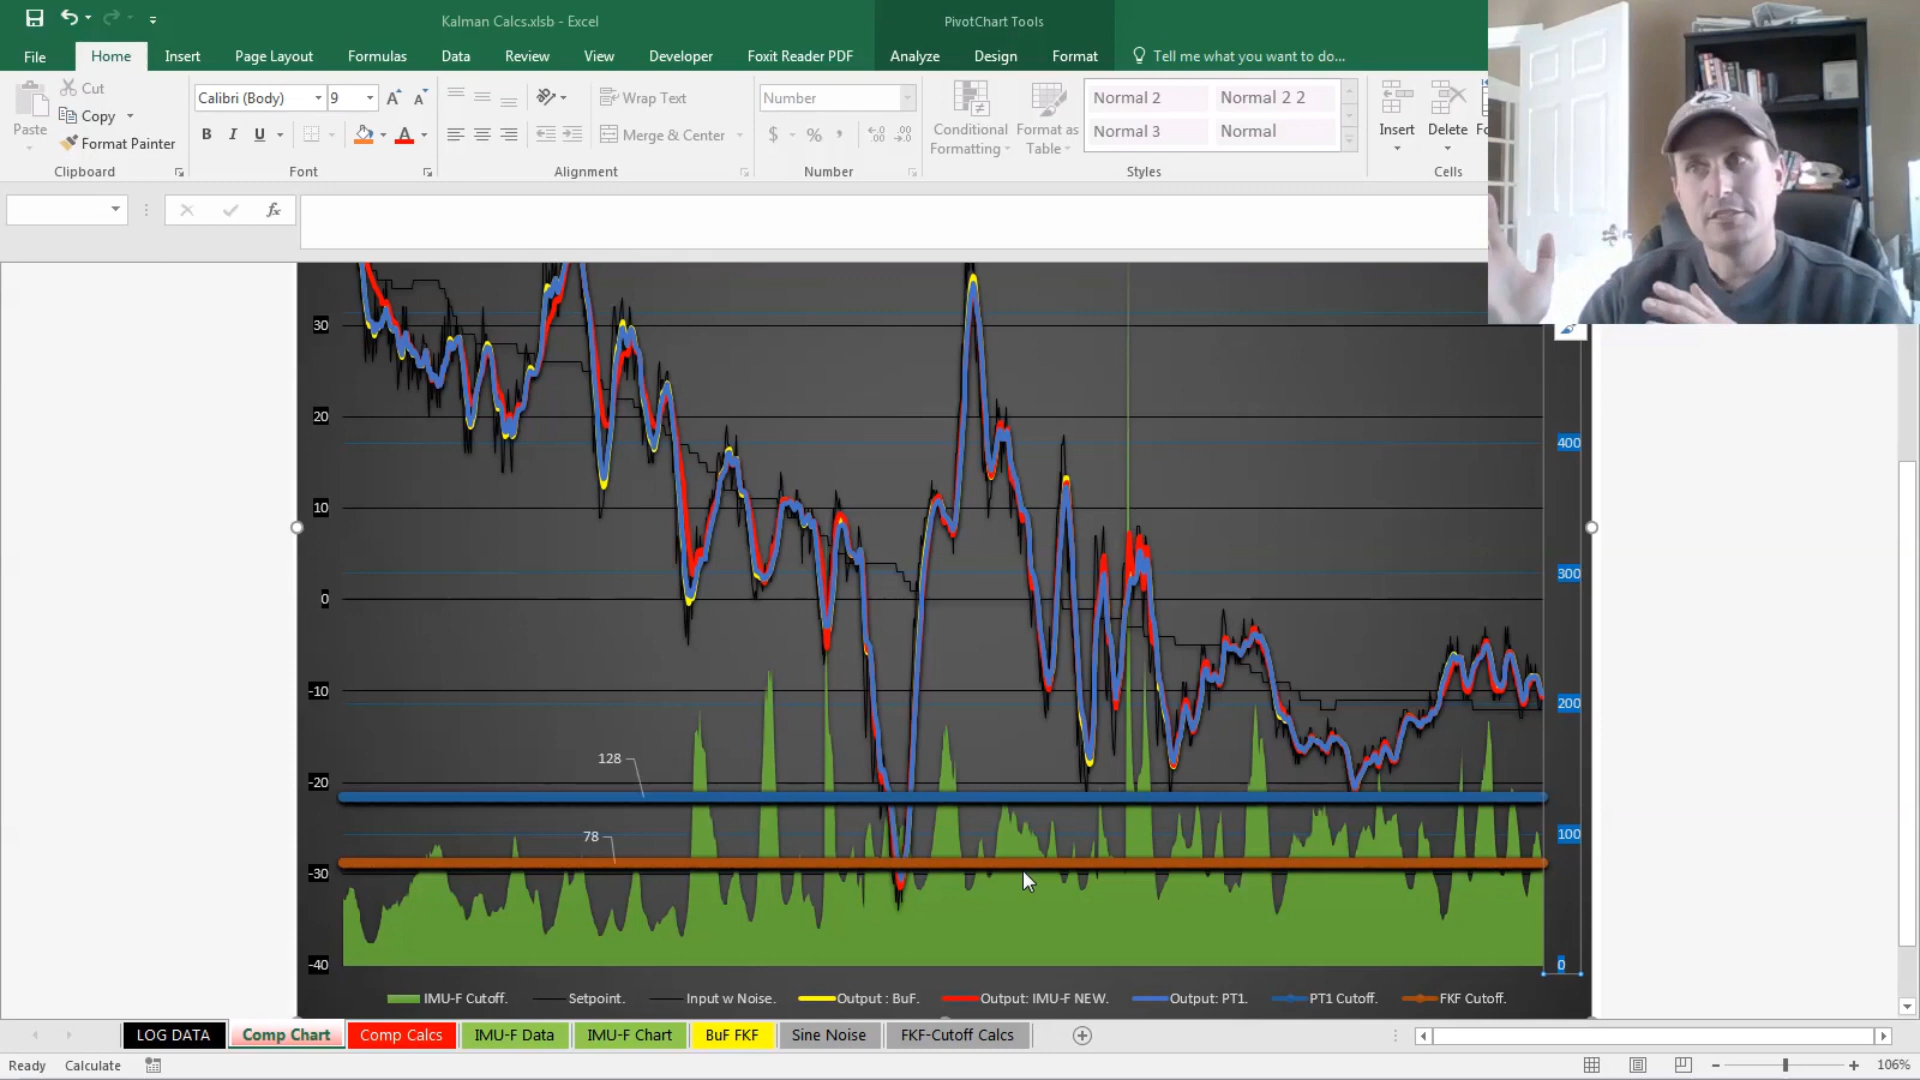 Kalman Calcs.xlsb - Excel
PivotChart Tools
File Home Insert Page Layout Formulas Data Review View Developer Foxit Reader PDF Analyze Design Format Tell me what you want to do...
Cut
Copy
Format Painter
Paste
Clipboard
Calibri (Body) 9
B I U
Font
Wrap Text
Merge & Center
Alignment
Number
$ % ,
Number
Conditional Formatting
Format as Table
Normal 2 Normal 2 2
Normal 3 Normal
Styles
Insert Delete
Cells
fx
30
20
400
10
300
0
-10
200
128
-20
78
100
-30
-40
0
IMU-F Cutoff. Setpoint. Input w Noise. Output : BuF. Output: IMU-F NEW. Output: PT1. PT1 Cutoff. FKF Cutoff.
LOG DATA Comp Chart Comp Calcs IMU-F Data IMU-F Chart BuF FKF Sine Noise FKF-Cutoff Calcs
Ready Calculate
106%